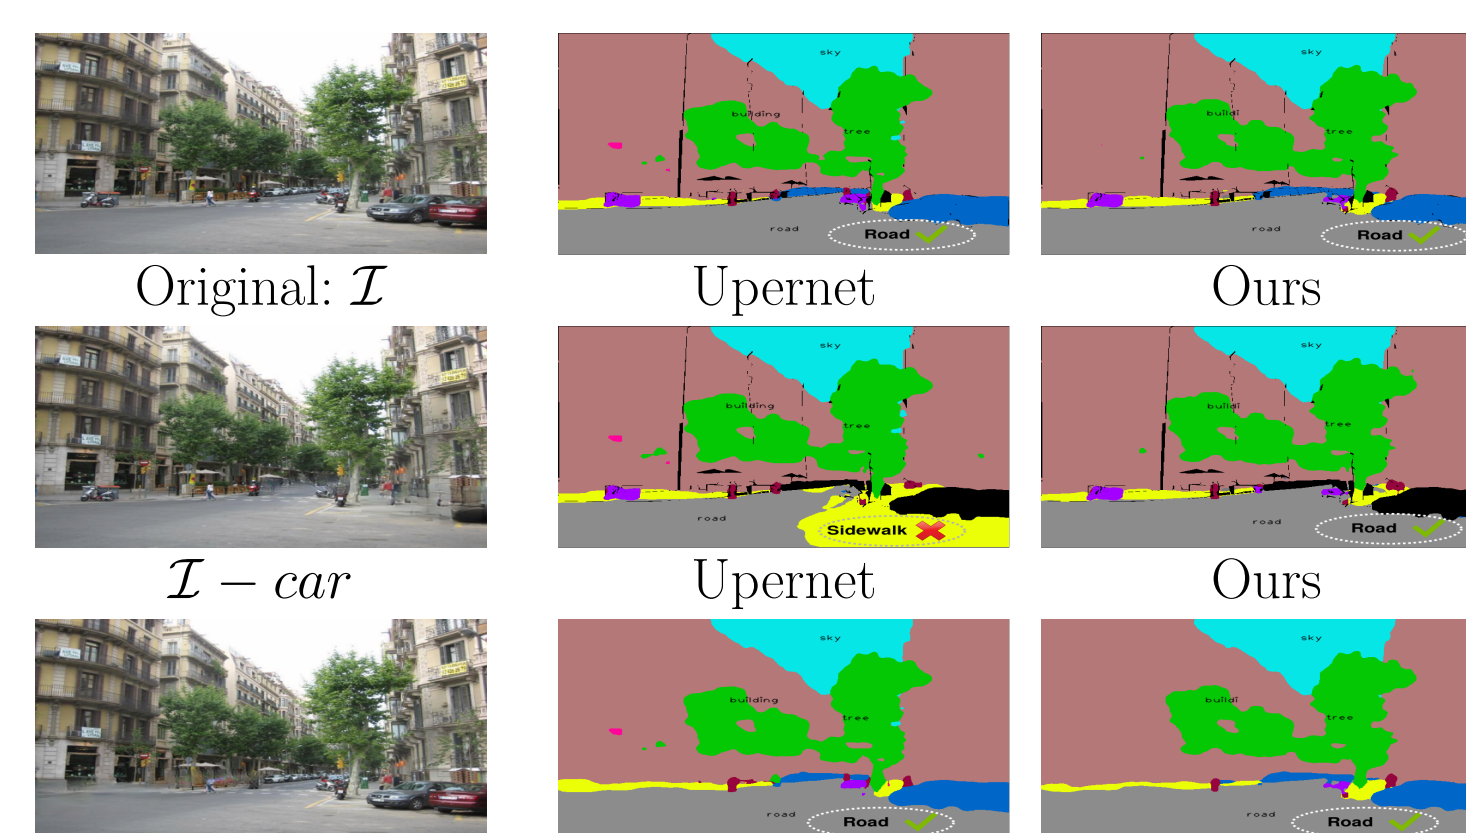 sky sky
building buildi
tree tree
road road
Road Road
Original: 𝓘 Upernet Ours
sky sky
building buildi
tree tree
road road
Sidewalk Road
𝓘 − car Upernet Ours
sky sky
building buildi
tree tree
road road
Road Road